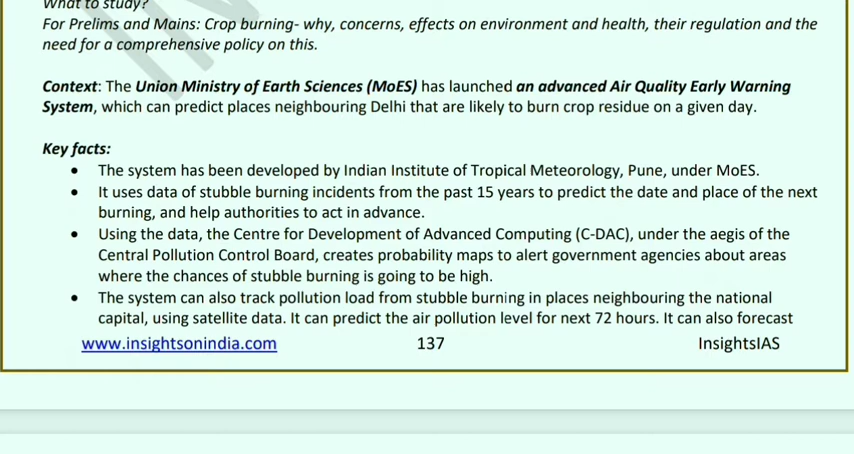 What to study?
For Prelims and Mains: Crop burning- why, concerns, effects on environment and health, their regulation and the
need for a comprehensive policy on this.
Context: The Union Ministry of Earth Sciences (MoES) has launched an advanced Air Quality Early Warning
System, which can predict places neighbouring Delhi that are likely to burn crop residue on a given day.
Key facts:
• The system has been developed by Indian Institute of Tropical Meteorology, Pune, under MoES.
• It uses data of stubble burning incidents from the past 15 years to predict the date and place of the next
burning, and help authorities to act in advance.
• Using the data, the Centre for Development of Advanced Computing (C-DAC), under the aegis of the
Central Pollution Control Board, creates probability maps to alert government agencies about areas
where the chances of stubble burning is going to be high.
• The system can also track pollution load from stubble burning in places neighbouring the national
capital, using satellite data. It can predict the air pollution level for next 72 hours. It can also forecast
www.insightsonindia.com 137 InsightsIAS